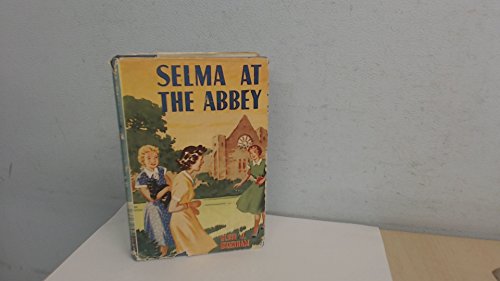 SELMA AT
THE ABBEY